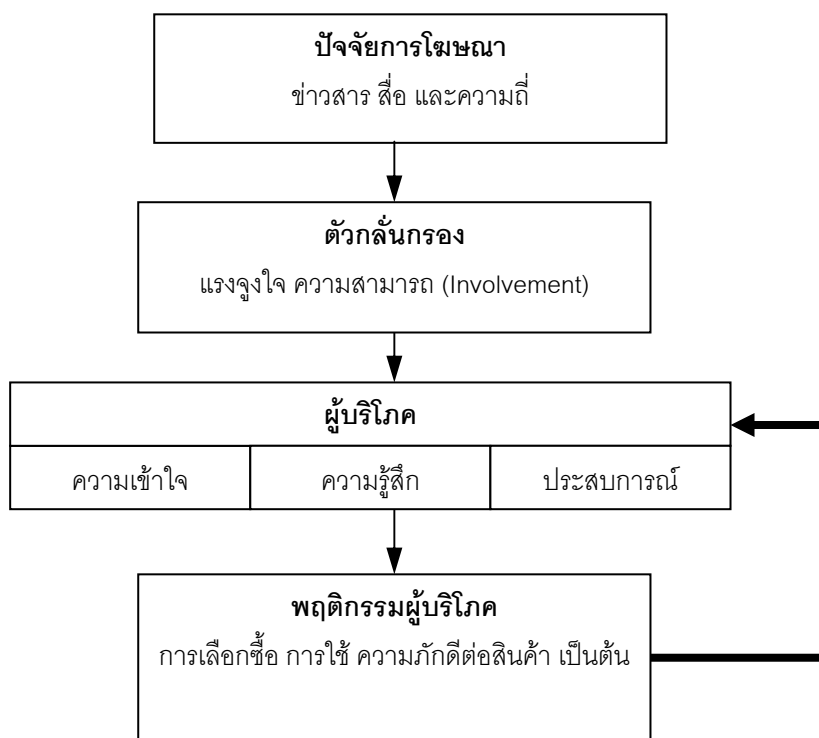 ปัจจัยการโฆษณา
ข่าวสาร สื่อ และความถี่
ตัวกลั่นกรอง
แรงจูงใจ ความสามารถ (Involvement)
ผู้บริโภค
ความเข้าใจ ความรู้สึก ประสบการณ์
พฤติกรรมผู้บริโภค
การเลือกซื้อ การใช้ ความภักดีต่อสินค้า เป็นต้น